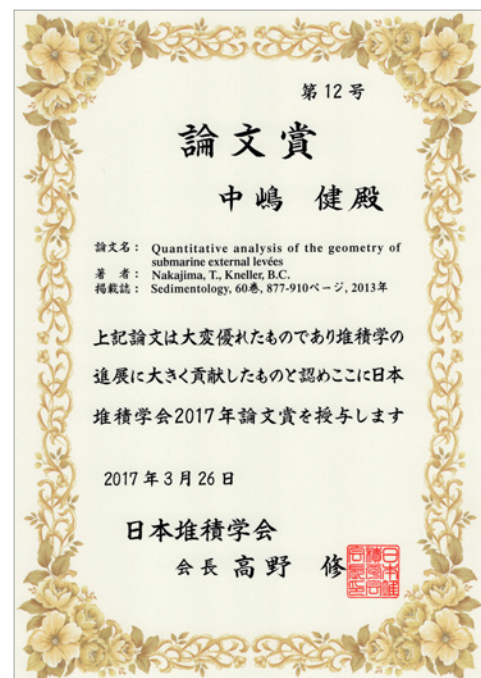 第12号
論文賞
中嶋 健殿
論文名： Quantitative analysis of the geometry of
submarine external levées
著 者： Nakajima, T., Kneller, B.C.
掲載誌： Sedimentology, 60巻, 877-910ページ, 2013年
上記論文は大変優れたものであり堆積学の
進展に大きく貢献したものと認めここに日本
堆積学会2017年論文賞を授与します
2017年3月26日
日本堆積学会
会長 高野 修